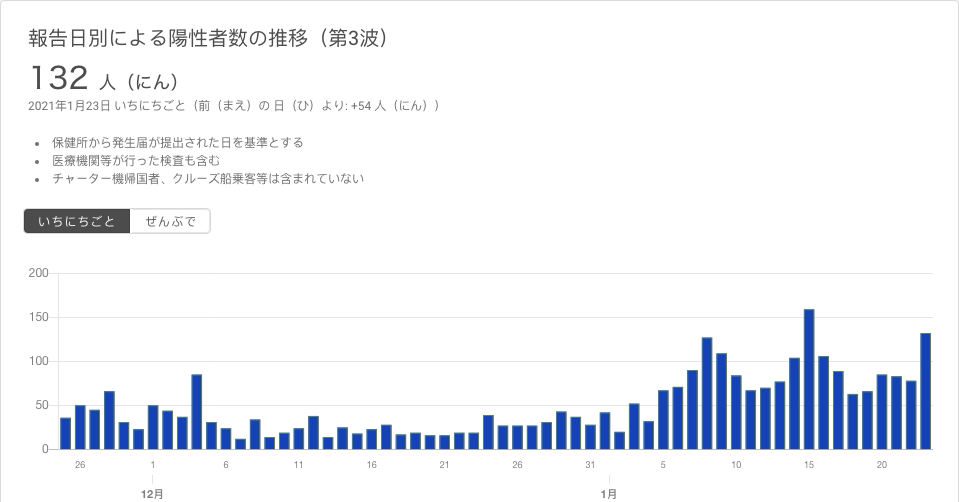 報告日別による陽性者数の推移（第3波）
132 人（にん）
2021年1月23日 いちにちごと（前（まえ）の 日（ひ）より: +54 人（にん））
保健所から発生届が提出された日を基準とする
医療機関等が行った検査も含む
チャーター機帰国者、クルーズ船乗客等は含まれていない
いちにちごと ぜんぶで
200
150
100
50
0
26 1 6 11 16 21 26 31 5 10 15 20
12月 1月